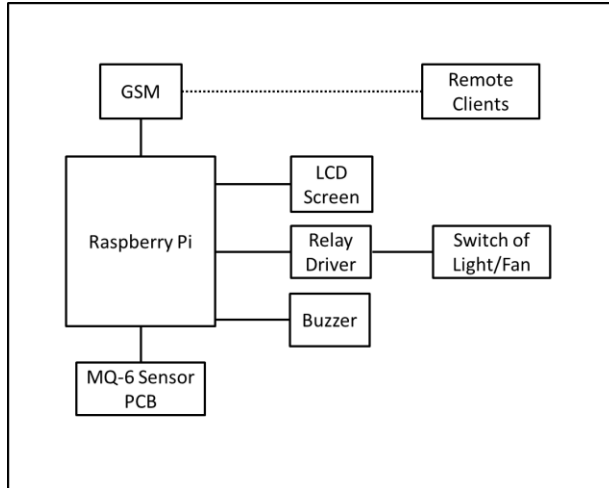 GSM
Remote
Clients
LCD
Screen
Raspberry Pi
Relay
Driver
Switch of
Light/Fan
Buzzer
MQ-6 Sensor
PCB